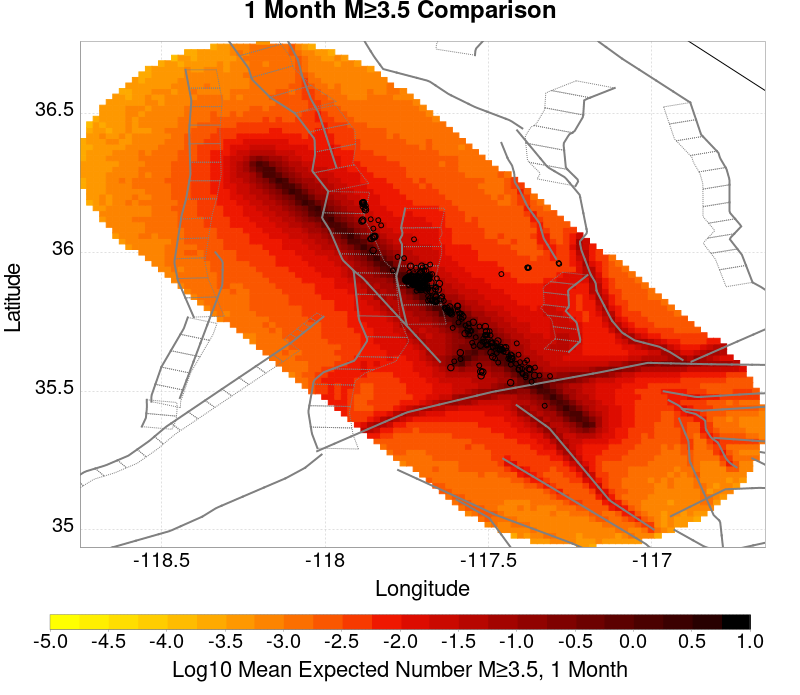 1 Month M≥3.5 Comparison
36.5
36
35.5
35
Latitude
-118.5 -118 -117.5 -117
Longitude
-5.0 -4.5 -4.0 -3.5 -3.0 -2.5 -2.0 -1.5 -1.0 -0.5 0.0 0.5 1.0
Log10 Mean Expected Number M≥3.5, 1 Month